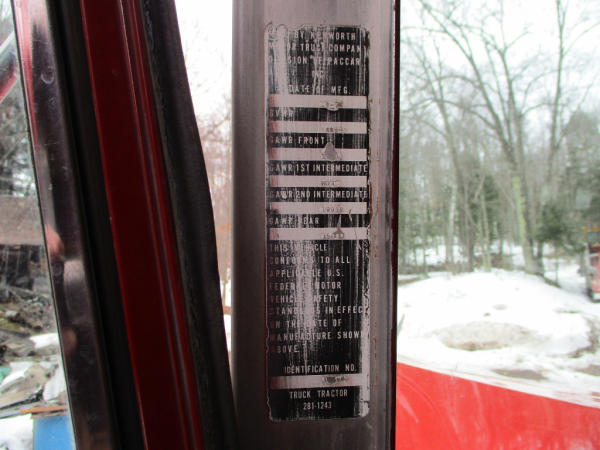 BY KENWORTH
TRUCK COMPANY
DIVISION OF PACCAR
INC
DATE OF MFG.
GVWR
GAWR FRONT
GAWR 1ST INTERMEDIATE
GAWR 2ND INTERMEDIATE
GAWR REAR
THIS VEHICLE
CONFORMS TO ALL
APPLICABLE U.S.
FEDERAL MOTOR
VEHICLE SAFETY
STANDARDS IN EFFECT
ON THE DATE OF
MANUFACTURE SHOWN
ABOVE.
IDENTIFICATION NO.
TRUCK TRACTOR
281-1243